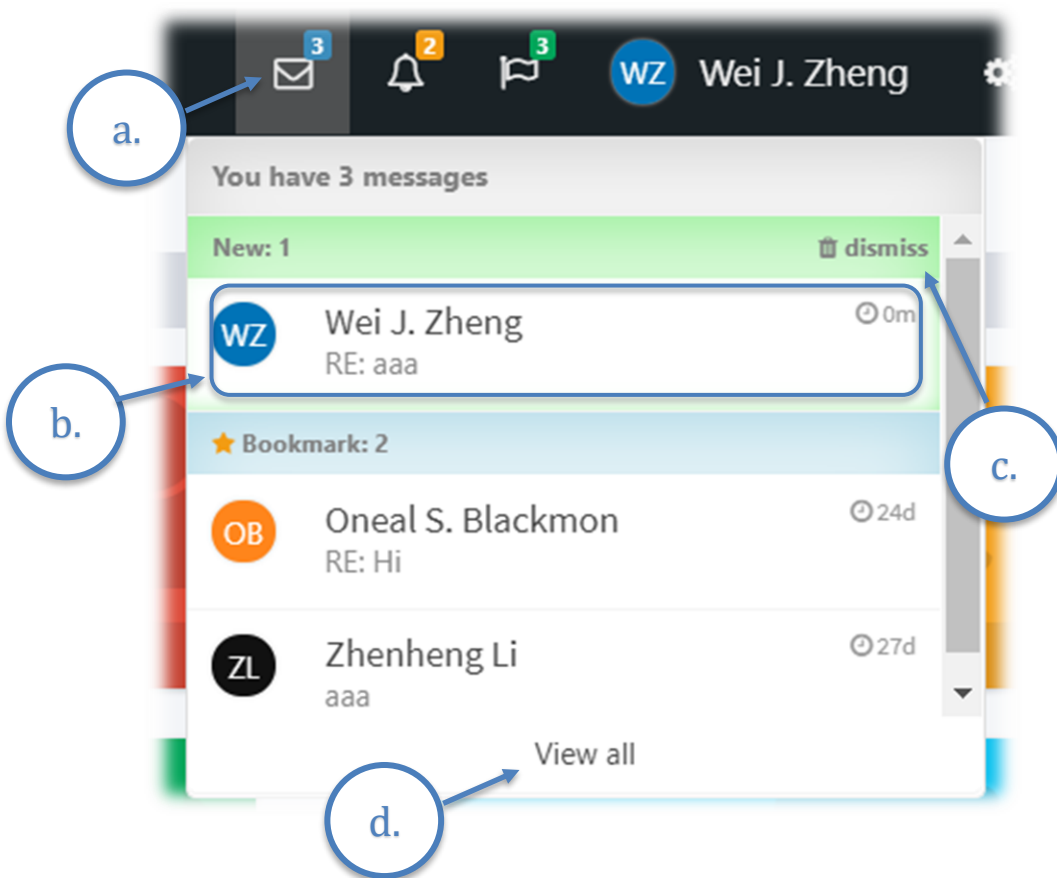 3 2 3 WZ Wei J. Zheng
a.
You have 3 messages
New: 1 dismiss
WZ Wei J. Zheng 0m
RE: aaa
b.
Bookmark: 2
c.
OB Oneal S. Blackmon 24d
RE: Hi
ZL Zhenheng Li 27d
aaa
View all
d.